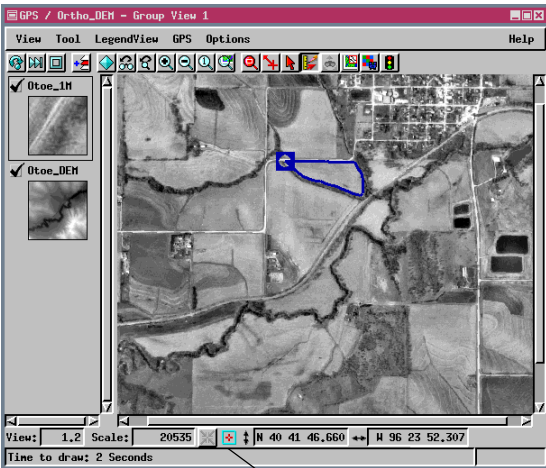 GPS / Ortho_DEM - Group View 1
View Tool LegendView GPS Options Help
Otoe_1M
Otoe_DEM
View: 1.2 Scale: 20535 N 40 41 46.660 W 96 23 52.307
Time to draw: 2 Seconds